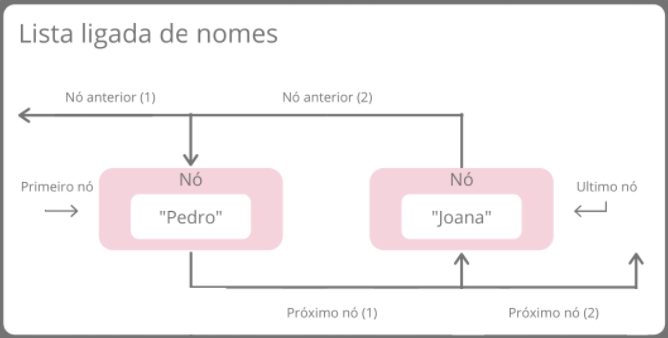 Lista ligada de nomes
Nó anterior (1)
Nó anterior (2)
Primeiro nó
Nó
"Pedro"
Nó
"Joana"
Ultimo nó
Próximo nó (1)
Próximo nó (2)